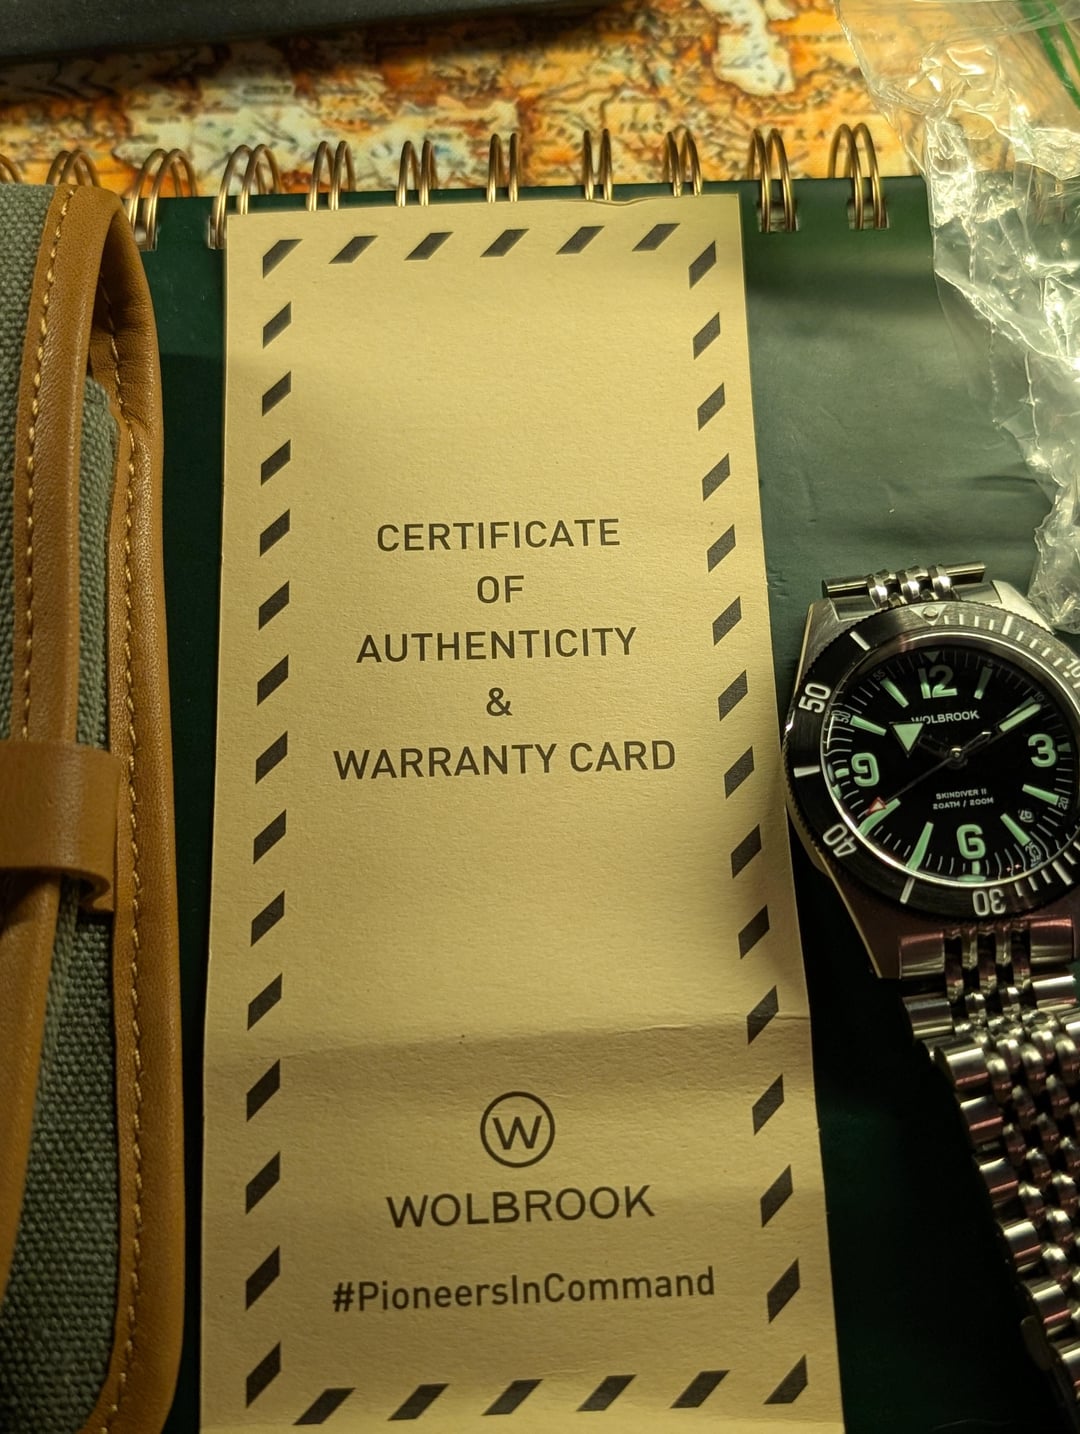 CERTIFICATE
OF
AUTHENTICITY
&
WARRANTY CARD
W
WOLBROOK
#PioneersInCommand
12
WOLBROOK
3
9
SKINDIVER II
20ATM / 200M
6
50
40
30
10